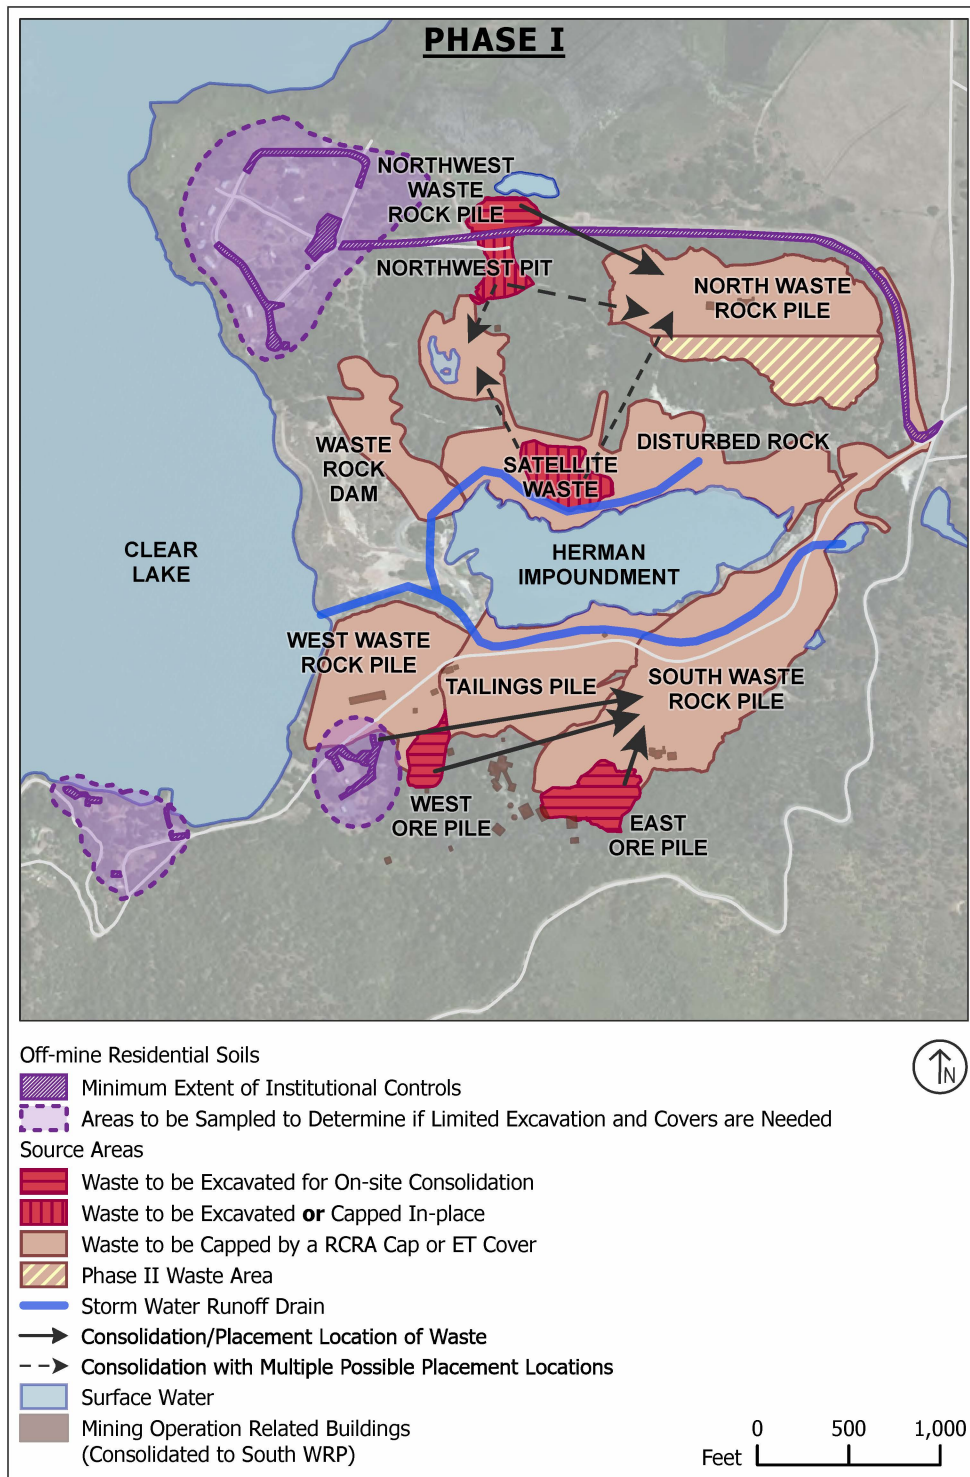 PHASE I
NORTHWEST
WASTE
ROCK PILE
NORTHWEST PIT
NORTH WASTE
ROCK PILE
WASTE
ROCK
DAM
SATELLITE
WASTE
DISTURBED ROCK
CLEAR
LAKE
HERMAN
IMPOUNDMENT
WEST WASTE
ROCK PILE
TAILINGS PILE
SOUTH WASTE
ROCK PILE
WEST
ORE PILE
EAST
ORE PILE
Off-mine Residential Soils
Minimum Extent of Institutional Controls
Areas to be Sampled to Determine if Limited Excavation and Covers are Needed
Source Areas
Waste to be Excavated for On-site Consolidation
Waste to be Excavated or Capped In-place
Waste to be Capped by a RCRA Cap or ET Cover
Phase II Waste Area
Storm Water Runoff Drain
Consolidation/Placement Location of Waste
Consolidation with Multiple Possible Placement Locations
Surface Water
Mining Operation Related Buildings
(Consolidated to South WRP)
N
0 500 1,000
Feet